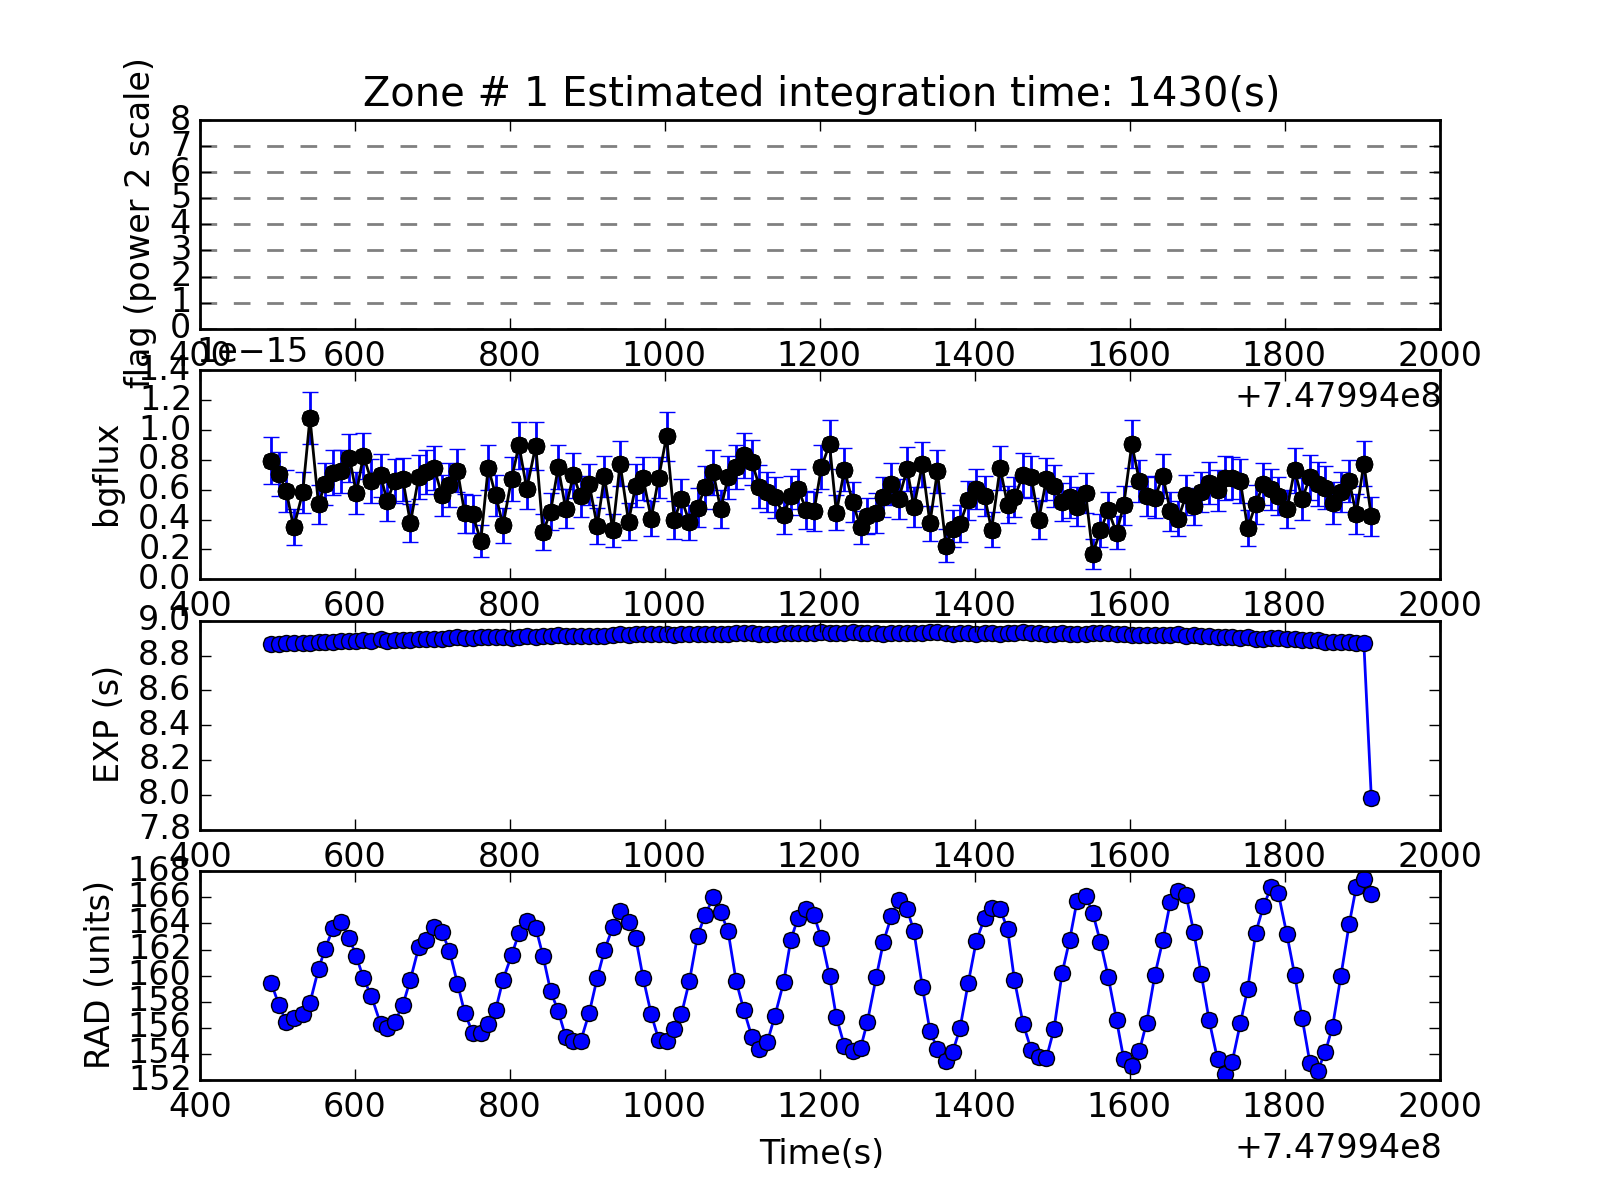 Zone # 1 Estimated integration time: 1430(s)
flag (power 2 scale)
8
7
6
5
4
3
2
1
0
400 600 800 1000 1200 1400 1600 1800 2000
1e−15
+7.47994e8
bgflux
1.4
1.2
1.0
0.8
0.6
0.4
0.2
0.0
400 600 800 1000 1200 1400 1600 1800 2000
EXP (s)
9.0
8.8
8.6
8.4
8.2
8.0
7.8
400 600 800 1000 1200 1400 1600 1800 2000
RAD (units)
168
166
164
162
160
158
156
154
152
400 600 800 1000 1200 1400 1600 1800 2000
Time(s)
+7.47994e8